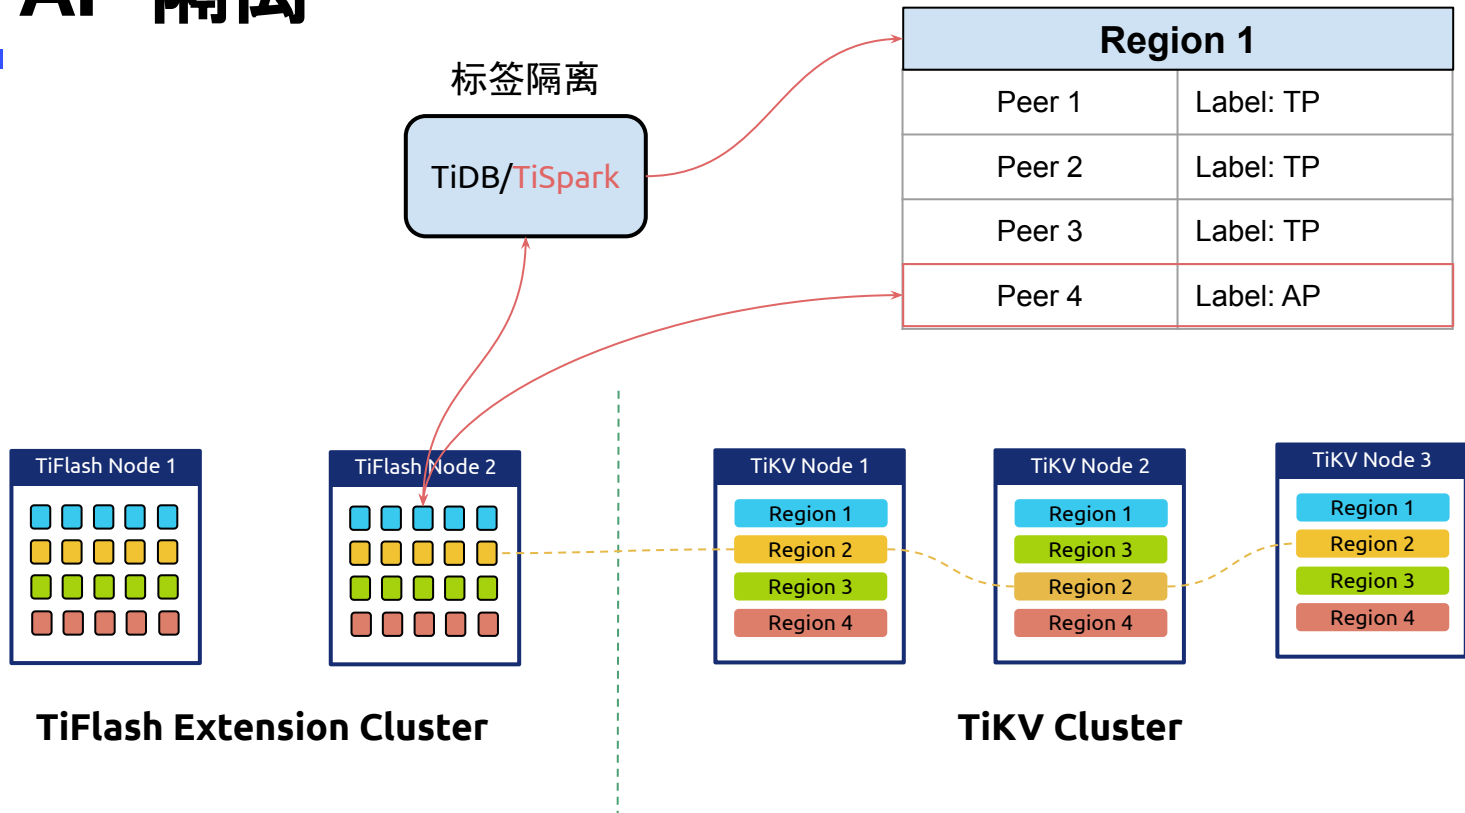 AP 隔离
标签隔离
TiDB/TiSpark
Region 1
Peer 1 Label: TP
Peer 2 Label: TP
Peer 3 Label: TP
Peer 4 Label: AP
TiFlash Node 1
TiFlash Node 2
TiKV Node 1
Region 1
Region 2
Region 3
Region 4
TiKV Node 2
Region 1
Region 3
Region 2
Region 4
TiKV Node 3
Region 1
Region 2
Region 3
Region 4
TiFlash Extension Cluster
TiKV Cluster